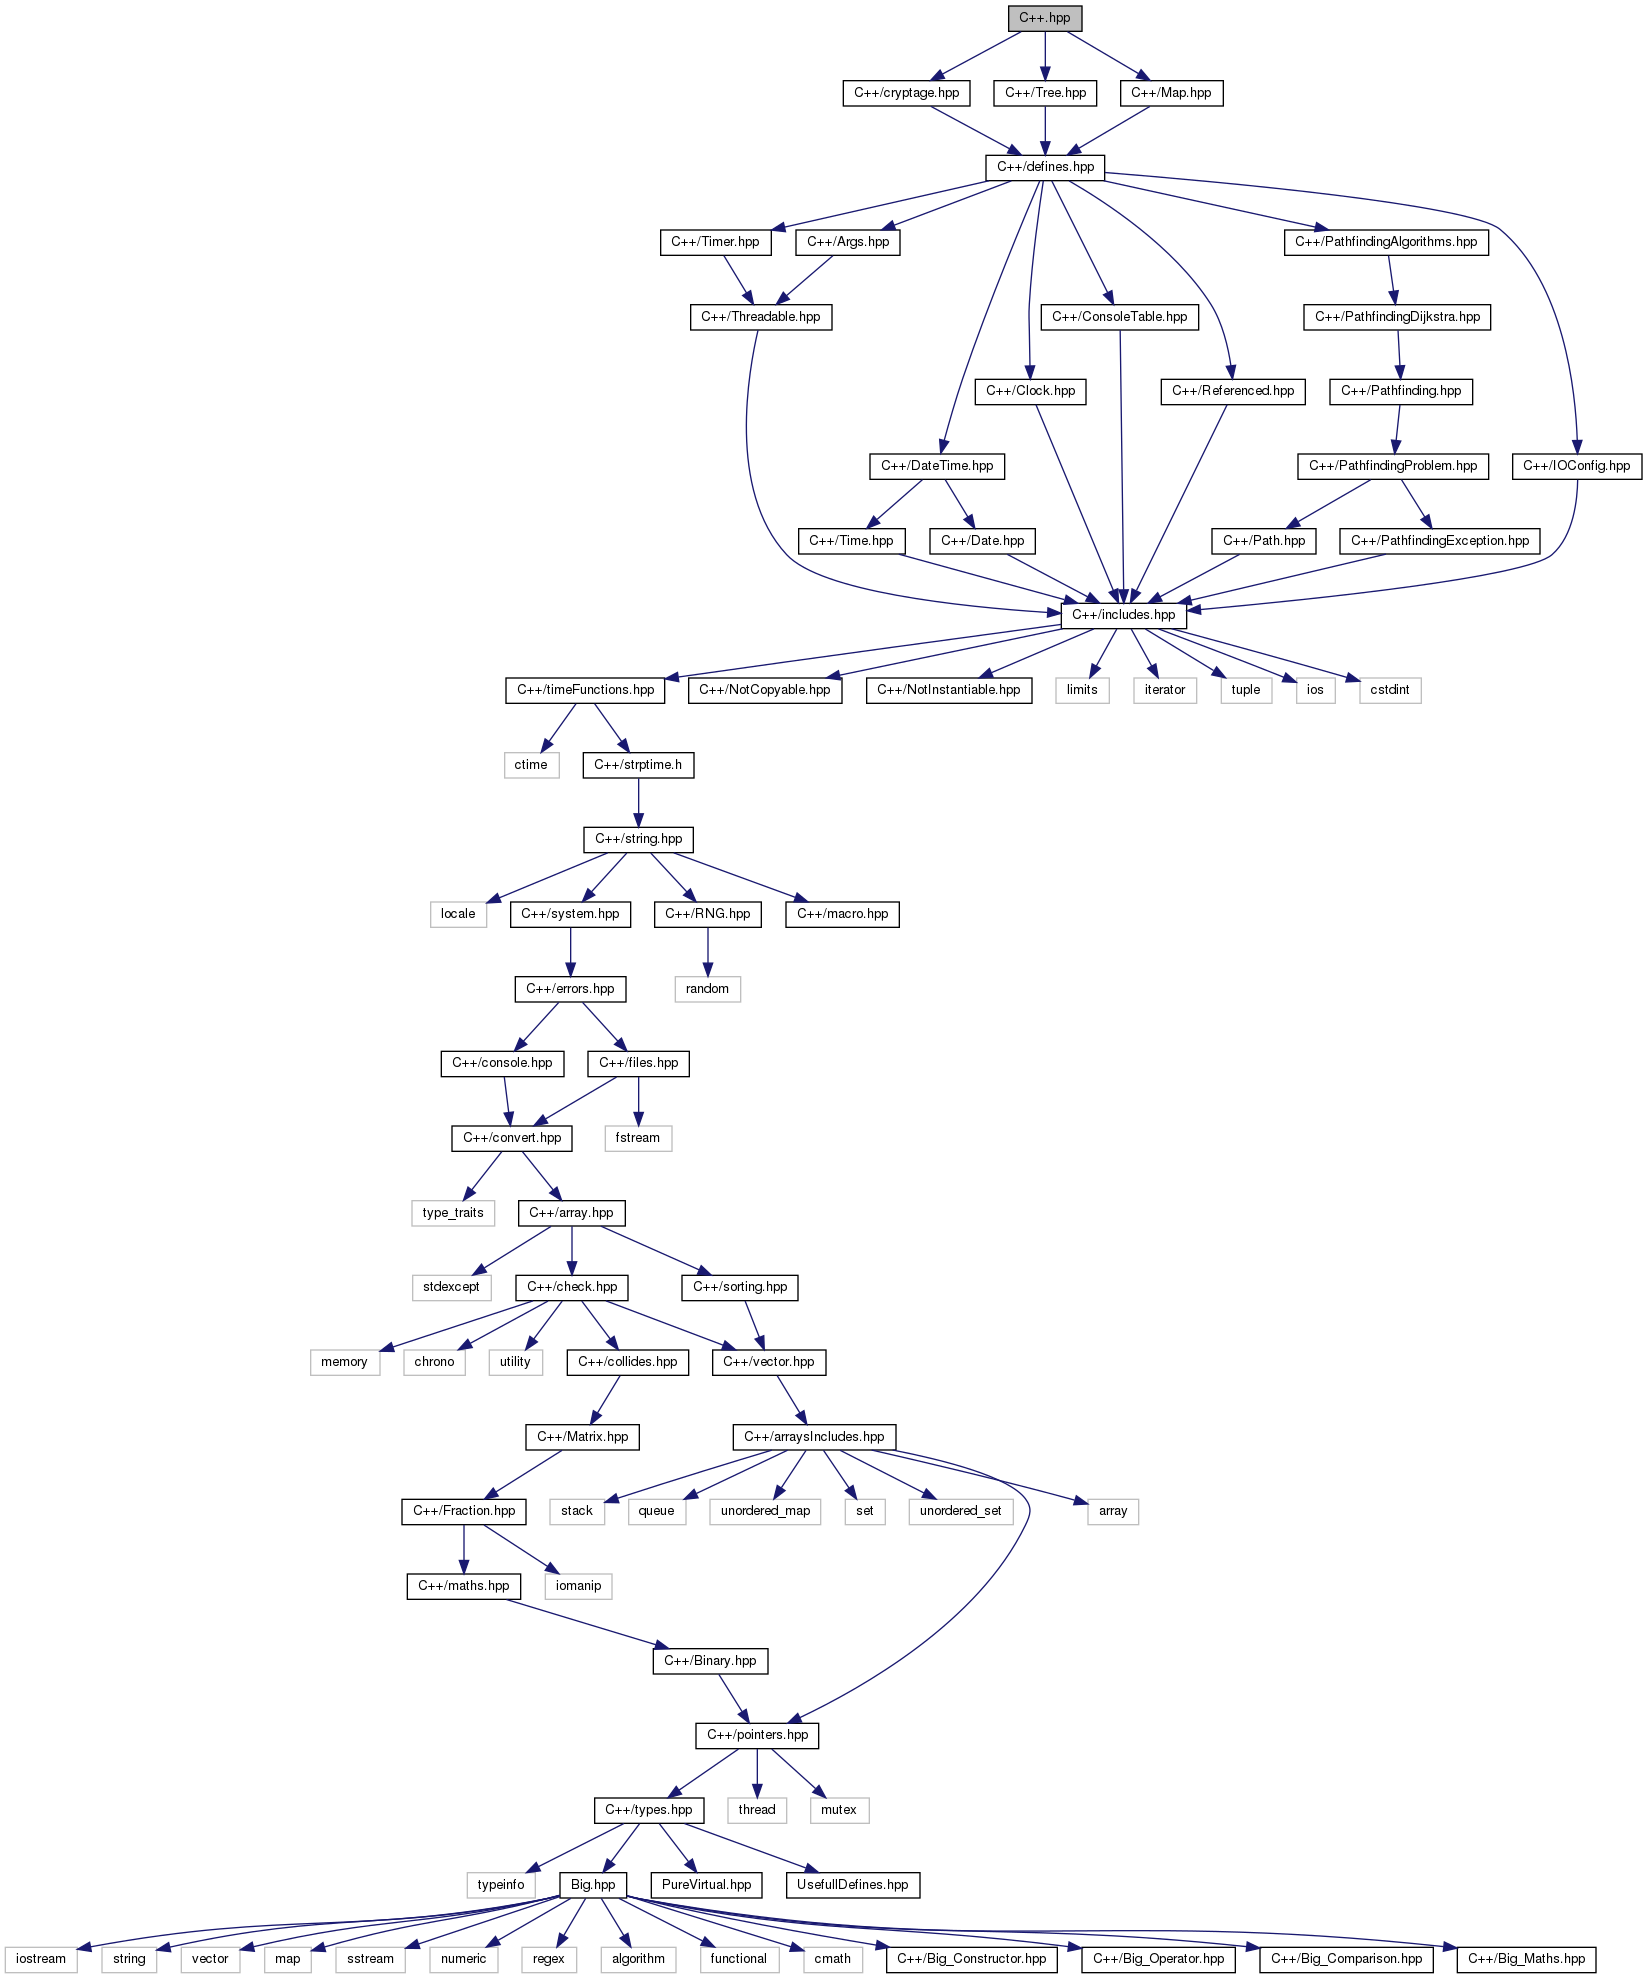 C++.hpp
C++/cryptage.hpp
C++/Tree.hpp
C++/Map.hpp
C++/defines.hpp
C++/Timer.hpp
C++/Args.hpp
C++/PathfindingAlgorithms.hpp
C++/Threadable.hpp
C++/ConsoleTable.hpp
C++/PathfindingDijkstra.hpp
C++/Clock.hpp
C++/Referenced.hpp
C++/Pathfinding.hpp
C++/DateTime.hpp
C++/PathfindingProblem.hpp
C++/IOConfig.hpp
C++/Time.hpp
C++/Date.hpp
C++/Path.hpp
C++/PathfindingException.hpp
C++/includes.hpp
C++/timeFunctions.hpp
C++/NotCopyable.hpp
C++/NotInstantiable.hpp
limits
iterator
tuple
ios
cstdint
ctime
C++/strptime.h
C++/string.hpp
locale
C++/system.hpp
C++/RNG.hpp
C++/macro.hpp
C++/errors.hpp
random
C++/console.hpp
C++/files.hpp
C++/convert.hpp
fstream
type_traits
C++/array.hpp
stdexcept
C++/check.hpp
C++/sorting.hpp
memory
chrono
utility
C++/collides.hpp
C++/vector.hpp
C++/Matrix.hpp
C++/arraysIncludes.hpp
C++/Fraction.hpp
stack
queue
unordered_map
set
unordered_set
array
C++/maths.hpp
iomanip
C++/Binary.hpp
C++/pointers.hpp
C++/types.hpp
thread
mutex
typeinfo
Big.hpp
PureVirtual.hpp
UsefullDefines.hpp
iostream
string
vector
map
sstream
numeric
regex
algorithm
functional
cmath
C++/Big_Constructor.hpp
C++/Big_Operator.hpp
C++/Big_Comparison.hpp
C++/Big_Maths.hpp